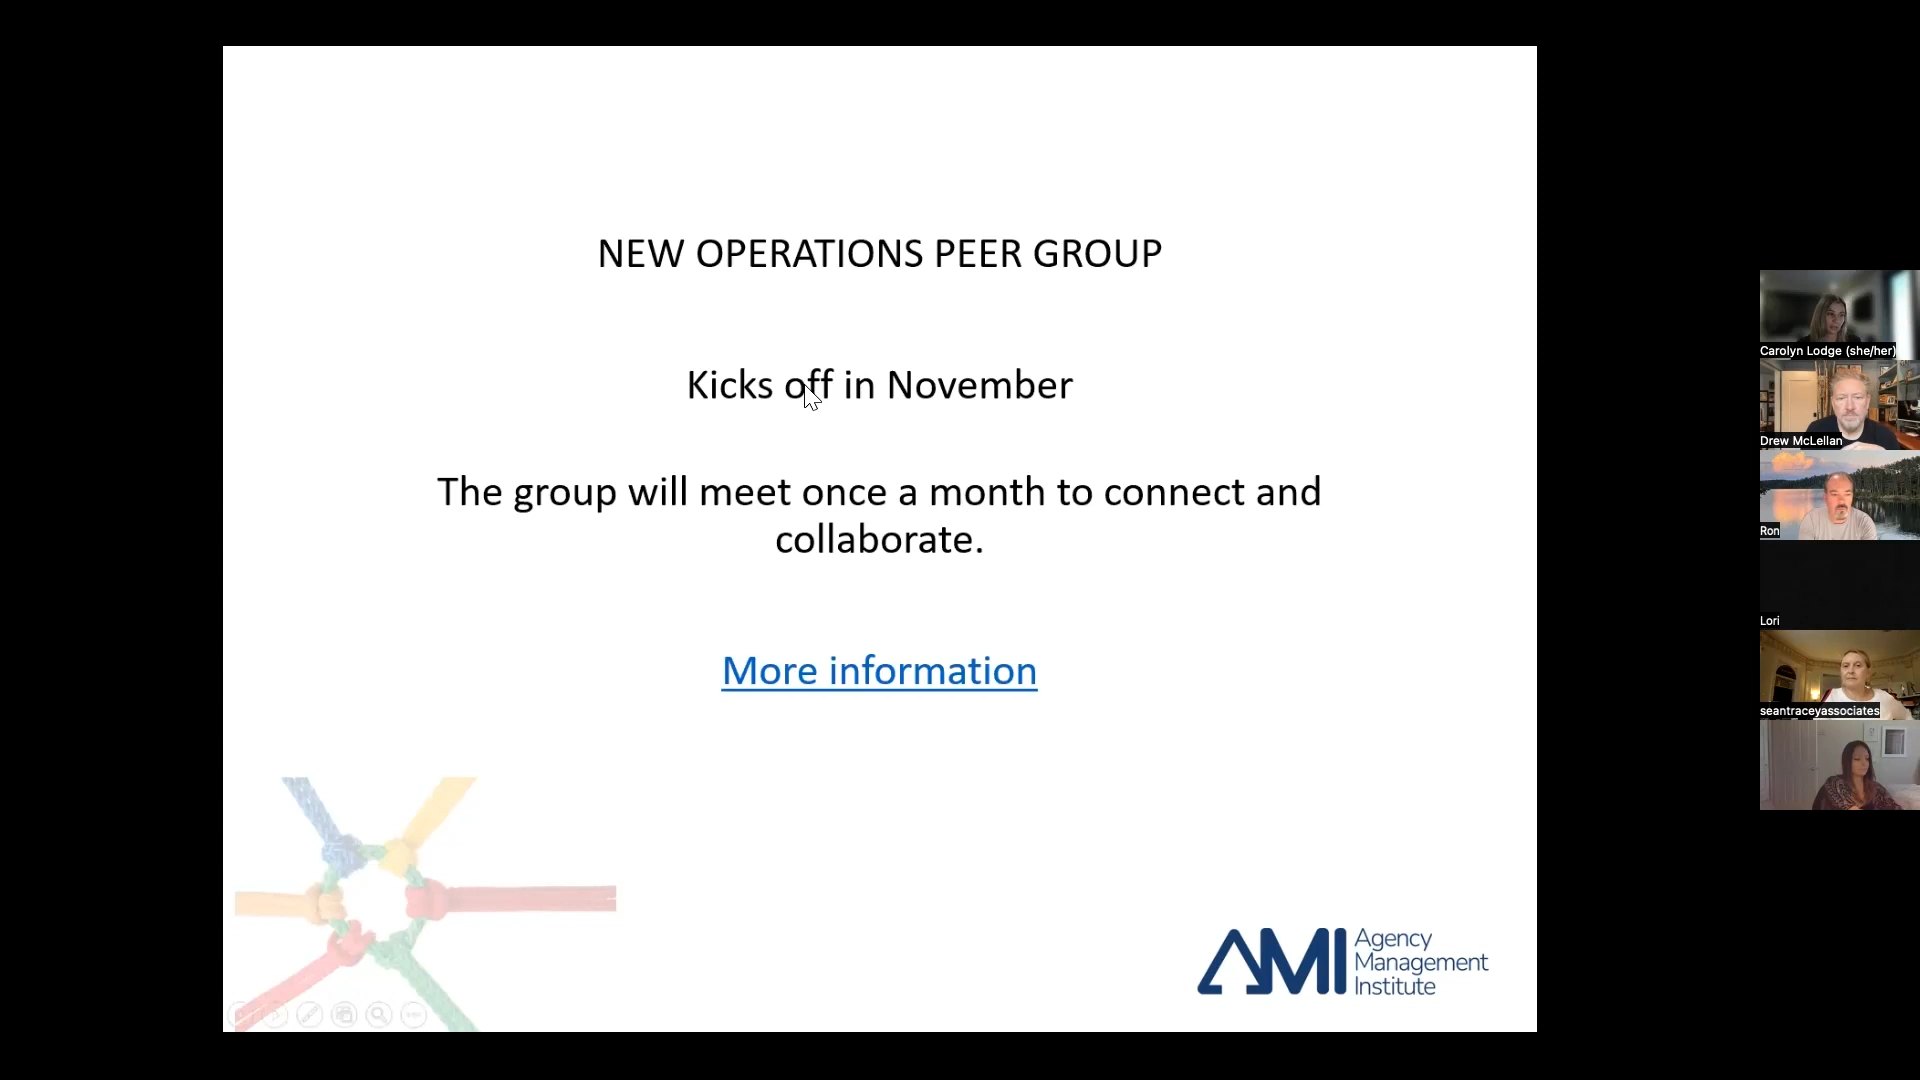 NEW OPERATIONS PEER GROUP
Kicks off in November
The group will meet once a month to connect and
collaborate.
More information
AMI
Agency
Management
Institute
Carolyn Lodge (she/her)
Drew McLellan
Ron
Lori
seantraceyassociates